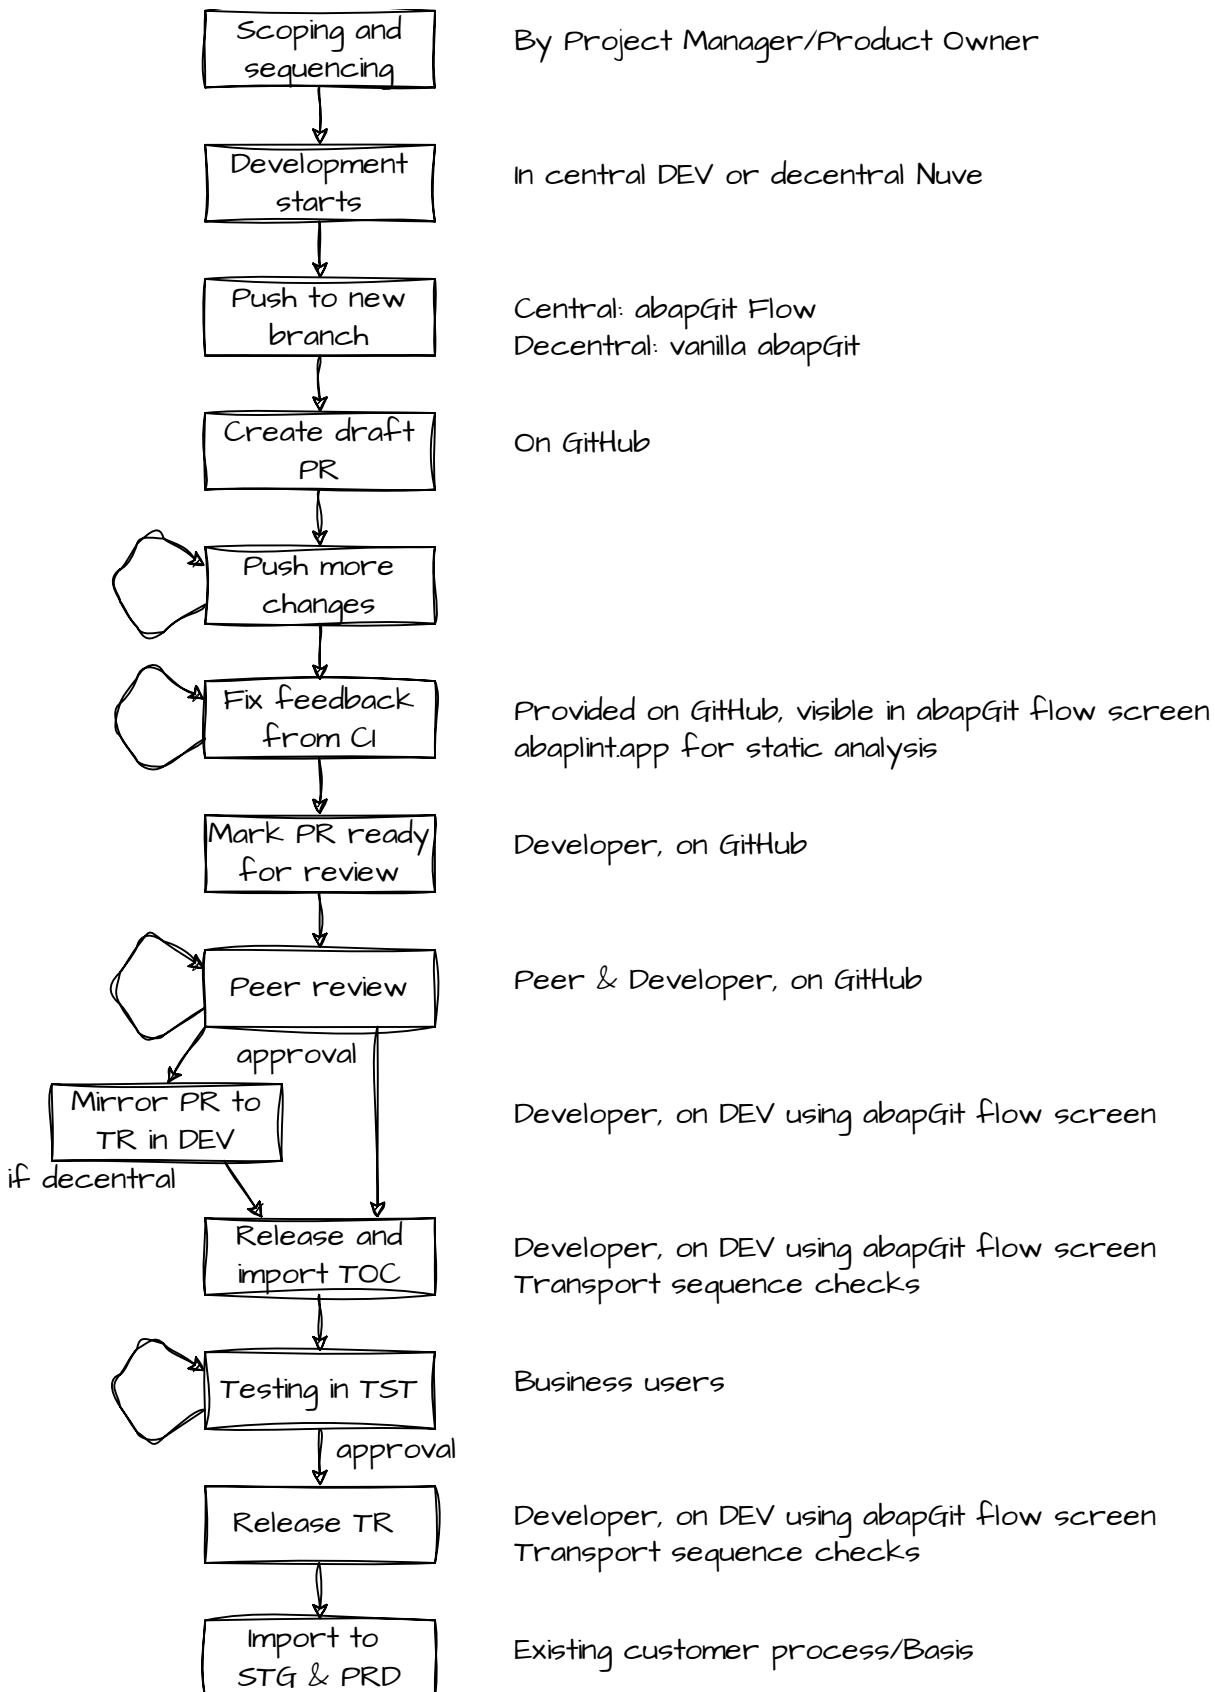 Scoping and
sequencing
By Project Manager/Product Owner
Development
starts
In central DEV or decentral Nuve
Push to new
branch
Central: abapGit Flow
Decentral: vanilla abapGit
Create draft
PR
On GitHub
Push more
changes
Fix feedback
from CI
Provided on GitHub, visible in abapGit flow screen
abaplint.app for static analysis
Mark PR ready
for review
Developer, on GitHub
Peer review
Peer & Developer, on GitHub
approval
Mirror PR to
TR in DEV
Developer, on DEV using abapGit flow screen
if decentral
Release and
import TOC
Developer, on DEV using abapGit flow screen
Transport sequence checks
Testing in TST
Business users
approval
Release TR
Developer, on DEV using abapGit flow screen
Transport sequence checks
Import to
STG & PRD
Existing customer process/Basis